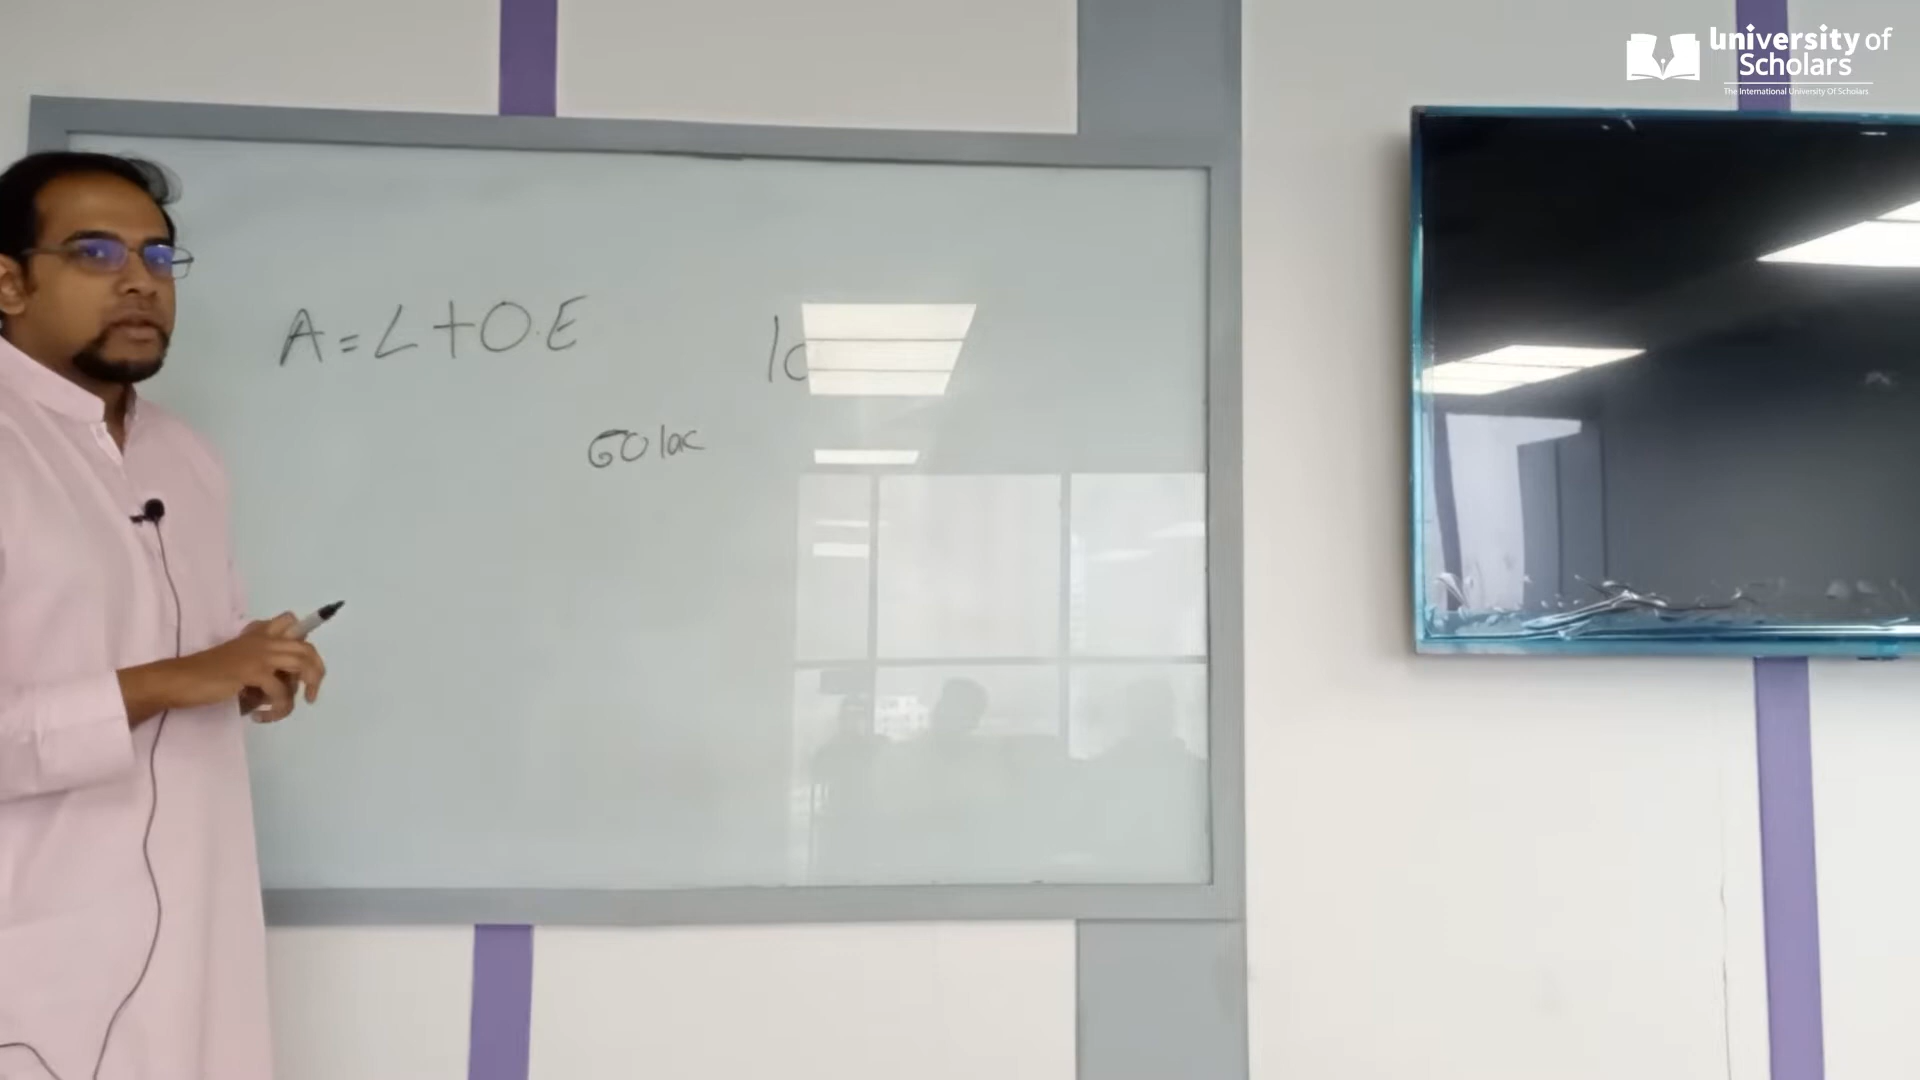 University of
Scholars
The International University Of Scholars
A = L + O.E
60 lac